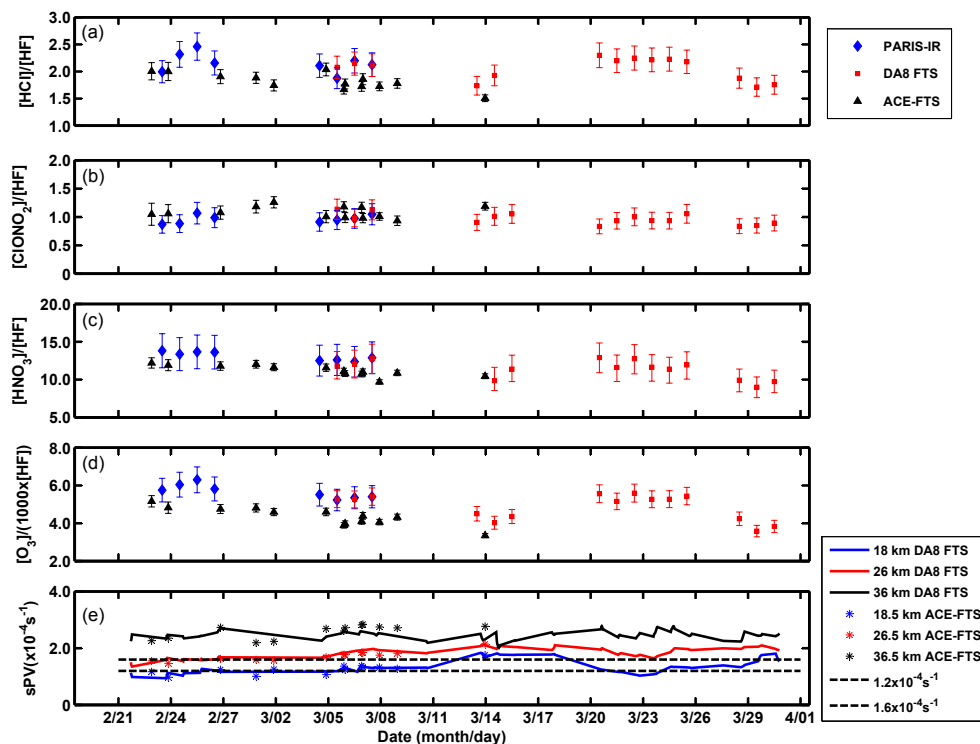 (a)
3.0
2.5
2.0
1.5
1.0
[HCl]/[HF]
PARIS-IR
DA8 FTS
ACE-FTS
(b)
2.0
1.5
1.0
0.5
0
[ClONO2]/[HF]
(c)
20.0
15.0
10.0
5.0
[HNO3]/[HF]
(d)
8.0
6.0
4.0
2.0
[O3]/(1000x[HF])
(e)
4.0
2.0
0
sPV(x10-4s-1)
18 km DA8 FTS
26 km DA8 FTS
36 km DA8 FTS
18.5 km ACE-FTS
26.5 km ACE-FTS
36.5 km ACE-FTS
1.2x10-4s-1
1.6x10-4s-1
2/21 2/24 2/27 3/02 3/05 3/08 3/11 3/14 3/17 3/20 3/23 3/26 3/29 4/01
Date (month/day)